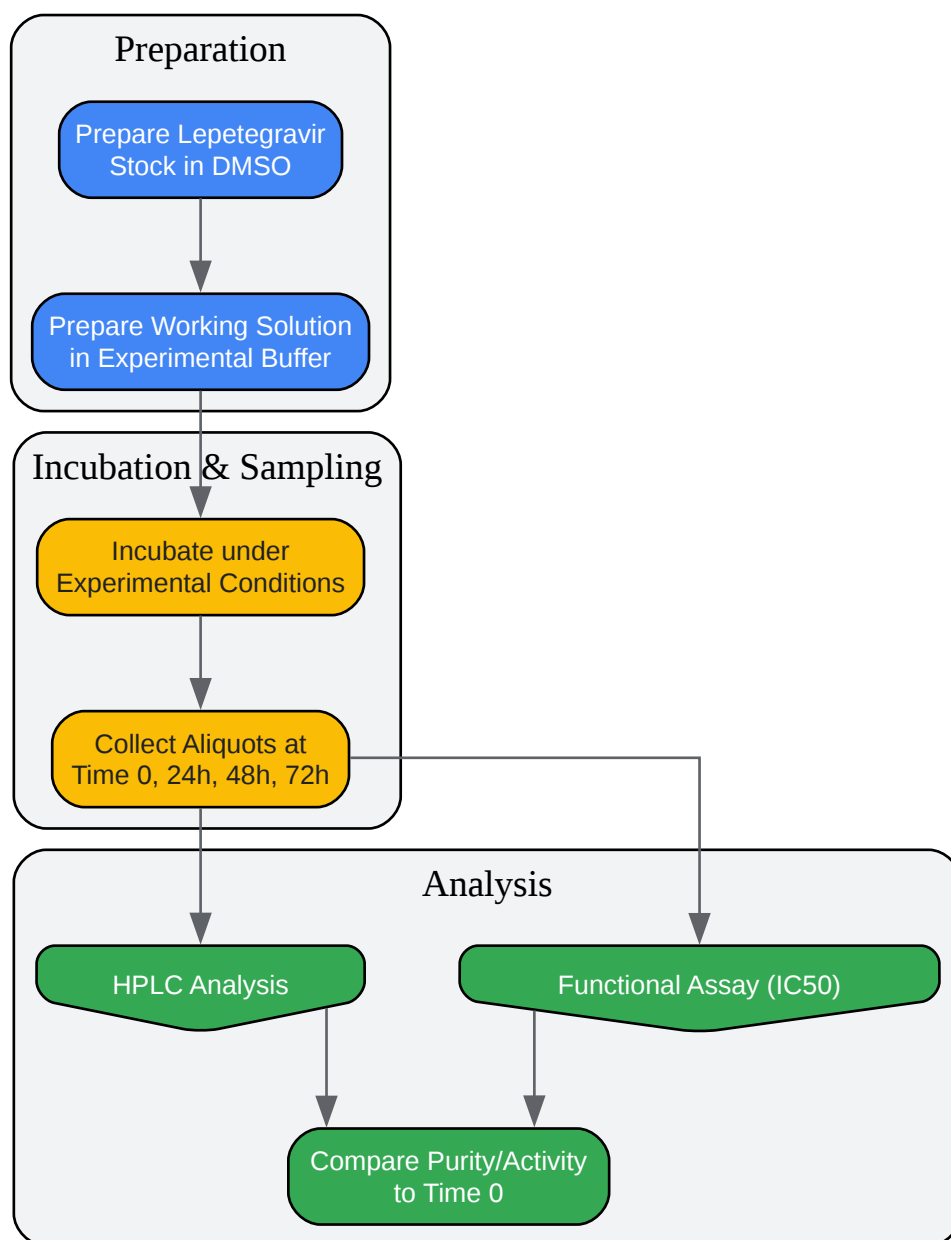 Preparation
Prepare Lepetegravir
Stock in DMSO
Prepare Working Solution
in Experimental Buffer
Incubation & Sampling
Incubate under
Experimental Conditions
Collect Aliquots at
Time 0, 24h, 48h, 72h
Analysis
HPLC Analysis
Functional Assay (IC50)
Compare Purity/Activity
to Time 0